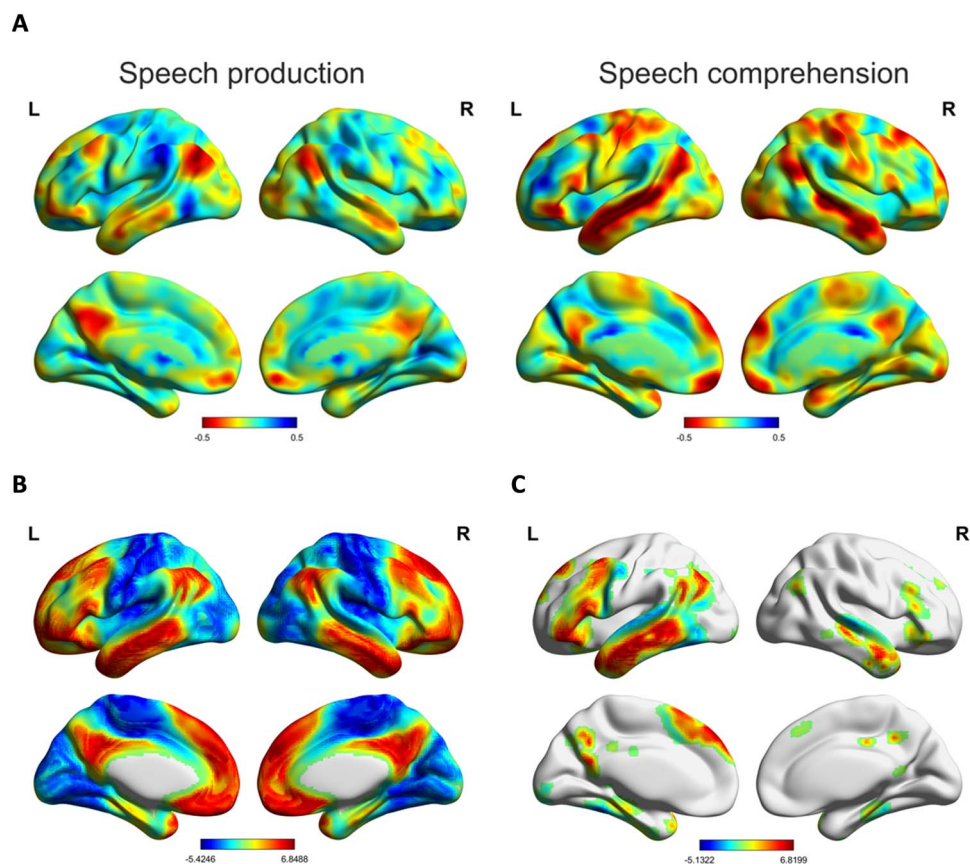 A
Speech production
Speech comprehension
L
R
L
R
-0.5
0.5
-0.5
0.5
B
C
L
R
L
R
-5.4246
6.8488
-5.1322
6.8199